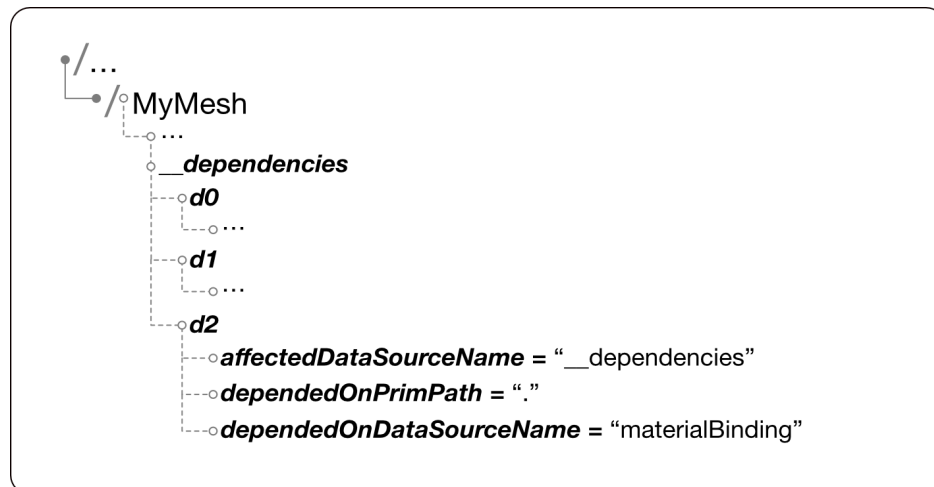 /...
/MyMesh
...
__dependencies
d0
...
d1
...
d2
affectedDataSourceName = “__dependencies”
dependedOnPrimPath = “.”
dependedOnDataSourceName = “materialBinding”